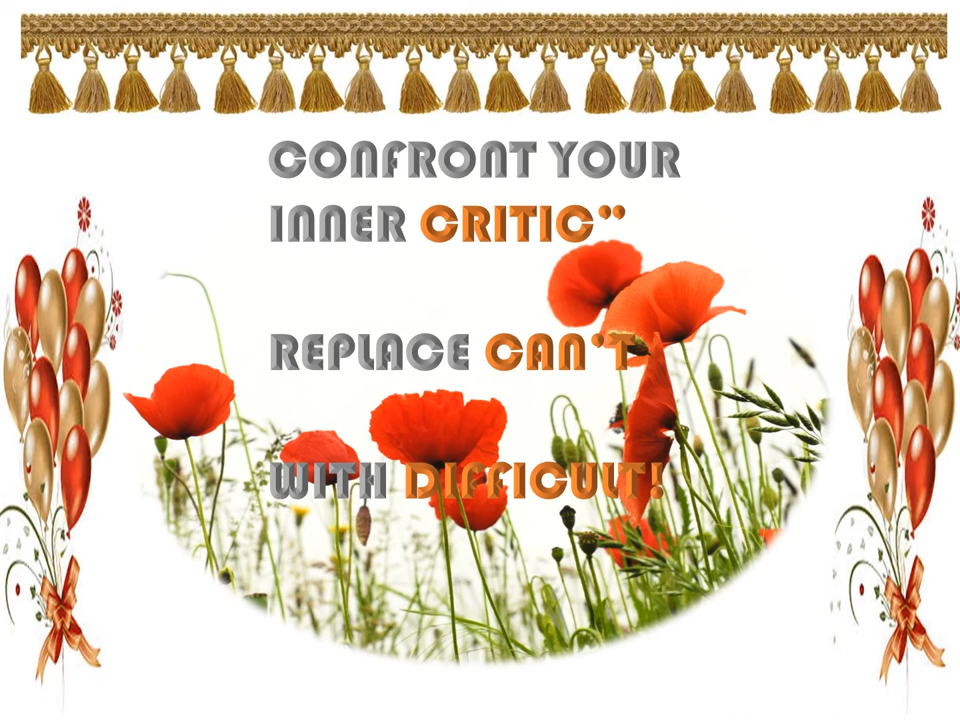 CONFRONT YOUR
INNER CRITIC”
REPLACE CAN’T
WITH DIFFICULT!